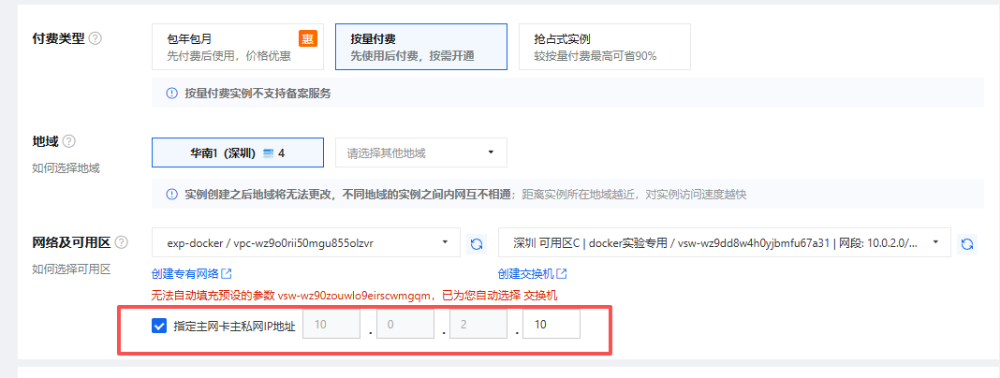 付费类型 ?
包年包月 惠
先付费后使用，价格优惠
按量付费
先使用后付费，按需开通
抢占式实例
较按量付费最高可省90%
按量付费实例不支持备案服务
地域 ?
如何选择地域
华南1（深圳） 4
请选择其他地域
实例创建之后地域将无法更改，不同地域的实例之间内网互不相通；距离实例所在地域越近，对实例访问速度越快
网络及可用区 ?
如何选择可用区
exp-docker / vpc-wz9o0rii50mgu855olzvr
深圳 可用区C | docker实验专用 / vsw-wz9dd8w4h0yjbmfu67a31 | 网段: 10.0.2.0/...
创建专有网络
创建交换机
无法自动填充预设的参数 vsw-wz90zouwlo9eirscwmgqm，已为您自动选择 交换机
指定主网卡主私网IP地址 10 . 0 . 2 . 10